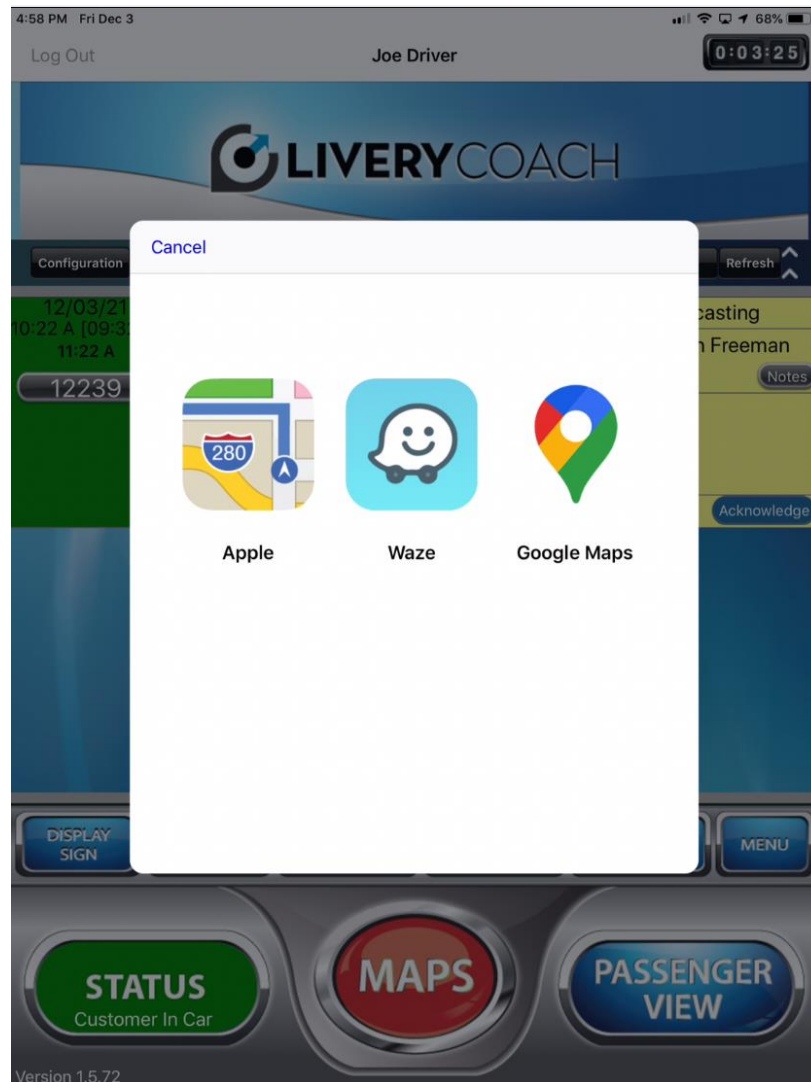 4:58 PM Fri Dec 3 68%
Log Out Joe Driver 0:03:25
LIVERYCOACH
Cancel
Configuration Refresh
12/03/21 casting
10:22 A [09:3 n Freeman
11:22 A Notes
12239
280
Acknowledge
Apple Waze Google Maps
DISPLAY
SIGN
MENU
STATUS
Customer In Car
MAPS
PASSENGER
VIEW
Version 1.5.72